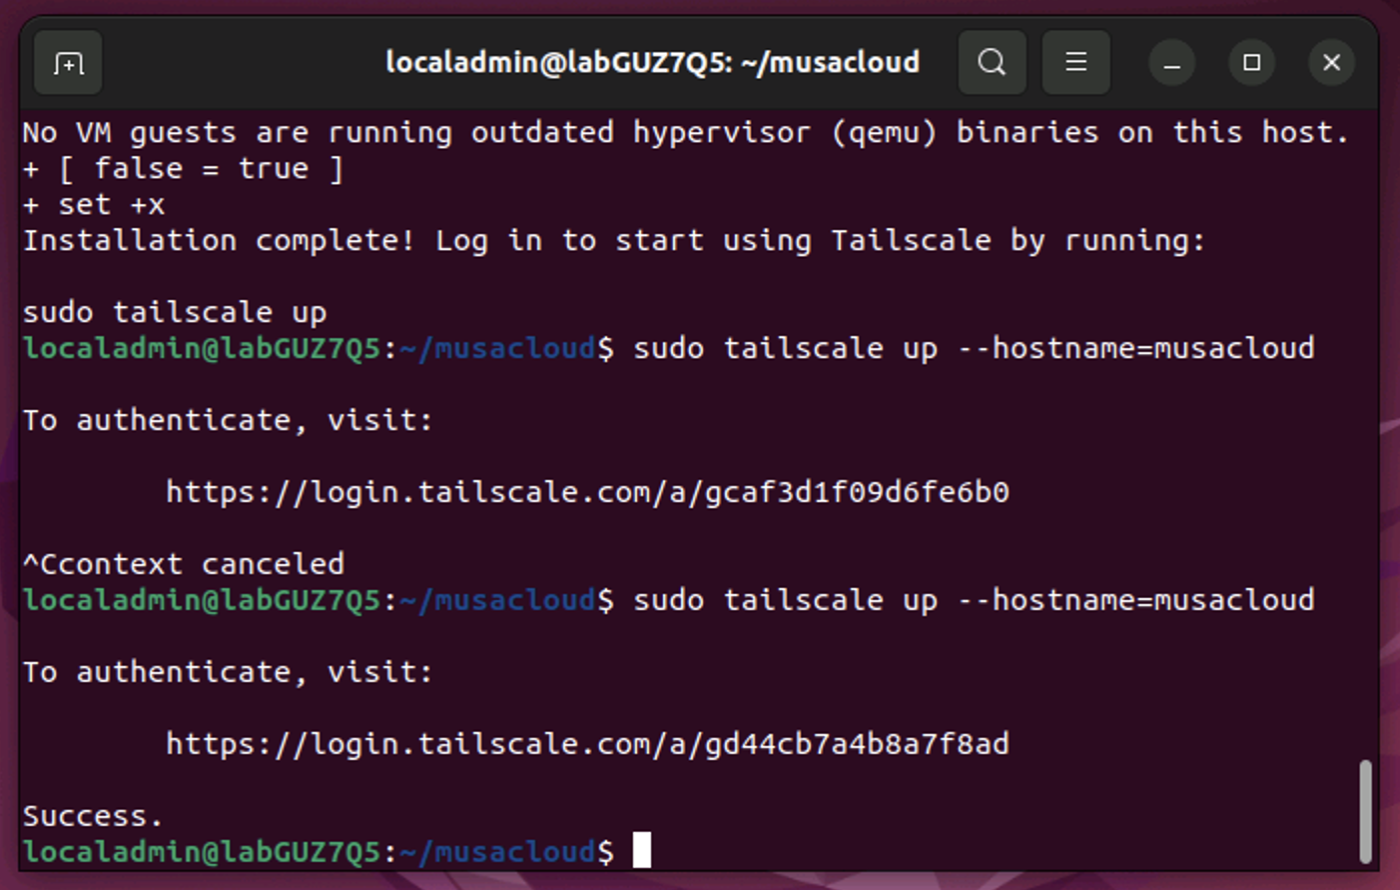 localadmin@labGUZ7Q5: ~/musacloud
No VM guests are running outdated hypervisor (qemu) binaries on this host.
+ [ false = true ]
+ set +x
Installation complete! Log in to start using Tailscale by running:
sudo tailscale up
localadmin@labGUZ7Q5:~/musacloud$ sudo tailscale up --hostname=musacloud
To authenticate, visit:
https://login.tailscale.com/a/gcaf3d1f09d6fe6b0
^Ccontext canceled
localadmin@labGUZ7Q5:~/musacloud$ sudo tailscale up --hostname=musacloud
To authenticate, visit:
https://login.tailscale.com/a/gd44cb7a4b8a7f8ad
Success.
localadmin@labGUZ7Q5:~/musacloud$